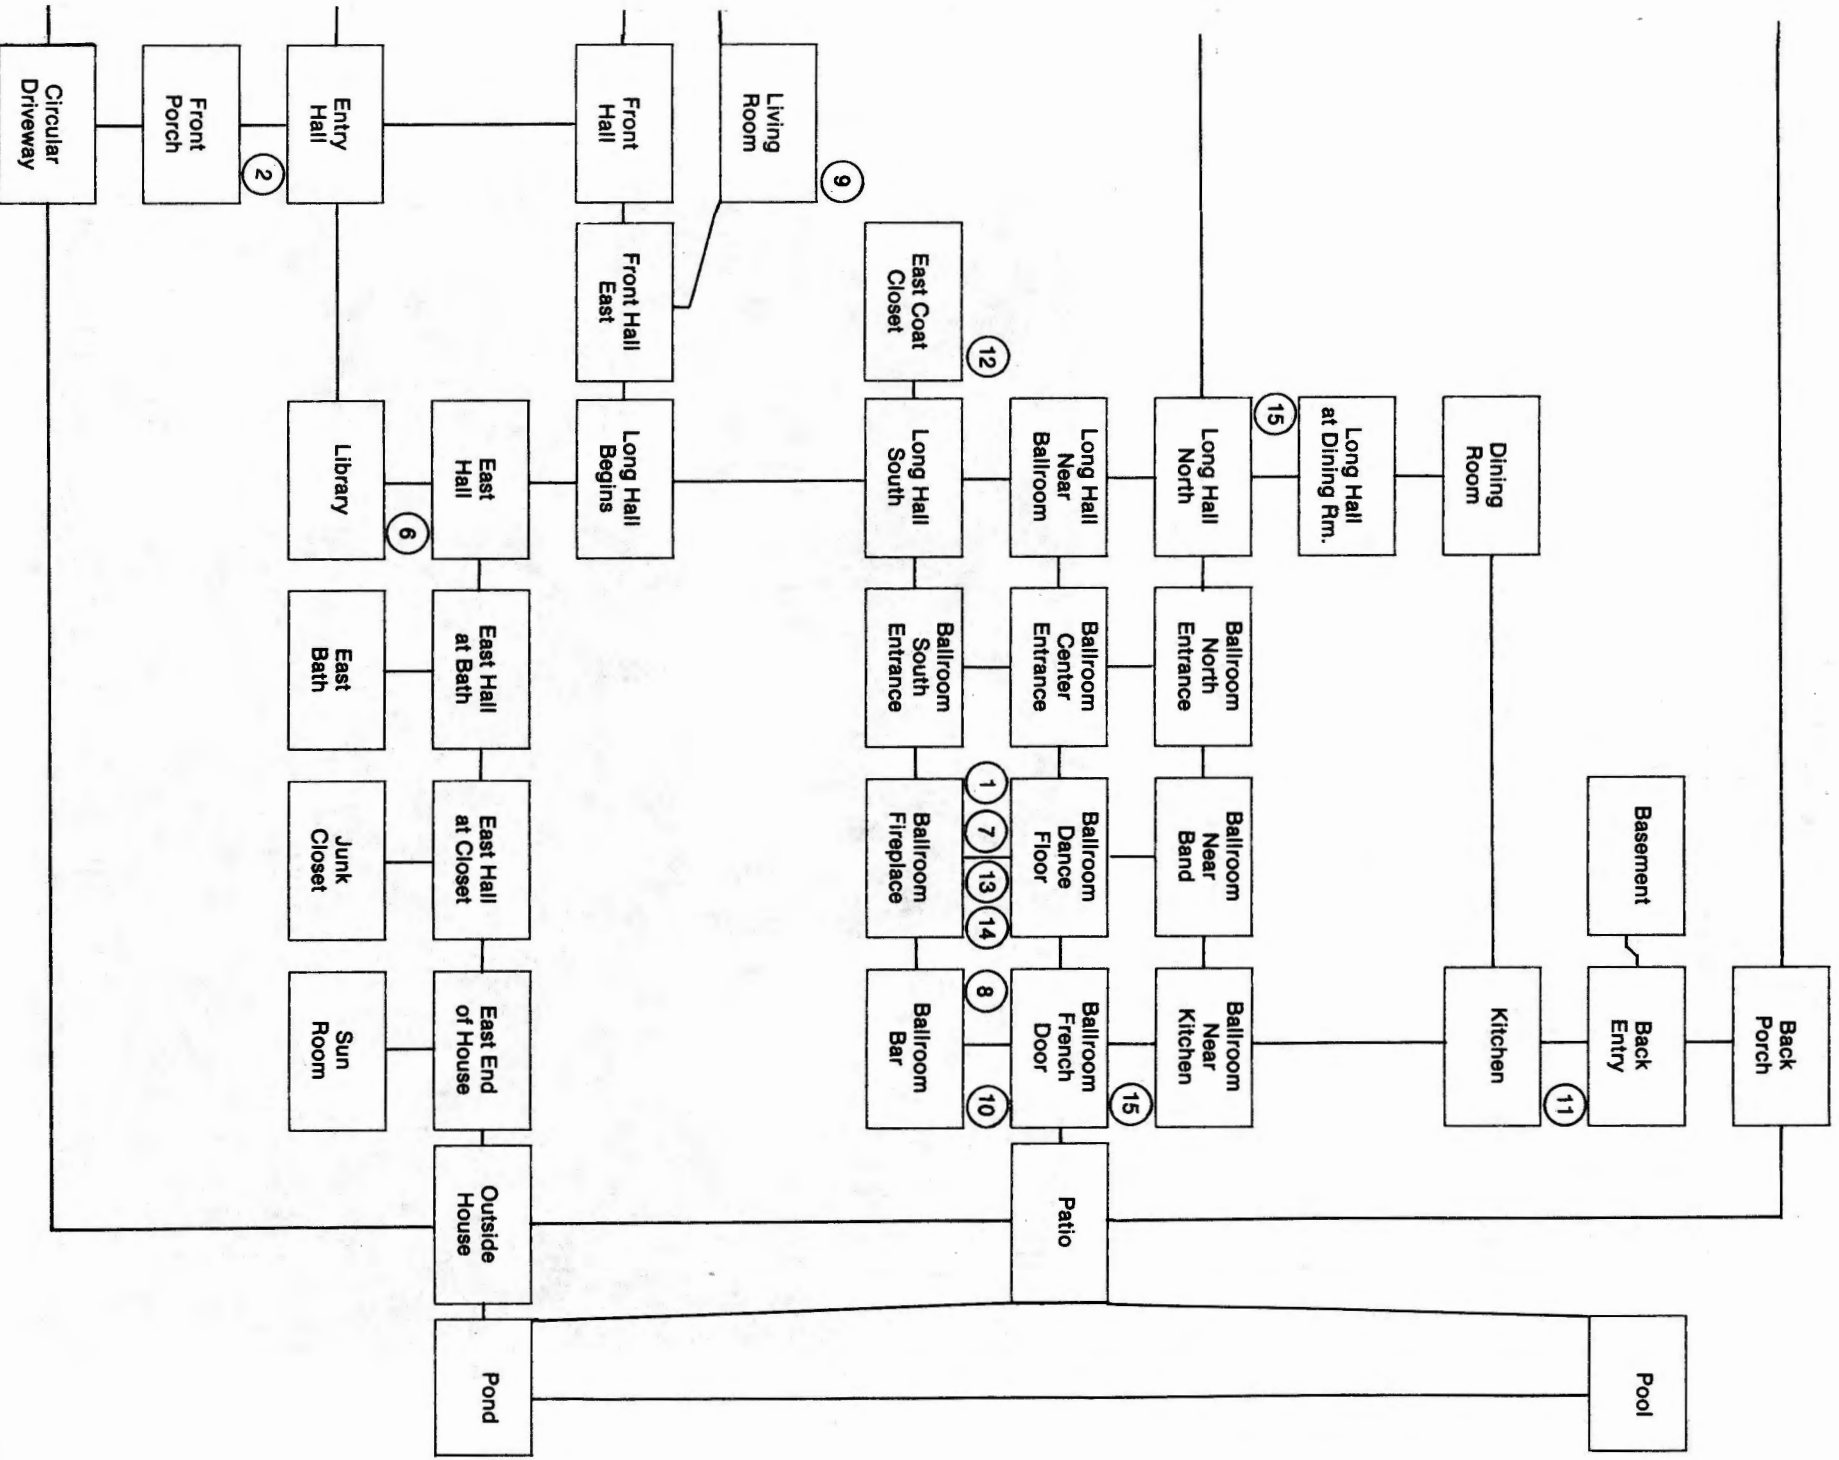 Circular
Driveway
Front
Porch
2
Entry
Hall
Front
Hall
Living
Room
9
Front Hall
East
East Coat
Closet
12
Library
6
East
Hall
Long Hall
Begins
Long Hall
South
Long Hall
Near
Ballroom
Long Hall
North
15
Long Hall
at Dining Rm.
Dining
Room
East
Bath
East Hall
at Bath
Ballroom
South
Entrance
Ballroom
Center
Entrance
Ballroom
North
Entrance
Junk
Closet
East Hall
at Closet
Ballroom
Fireplace
1
7
13
14
Ballroom
Dance
Floor
Ballroom
Near
Band
Basement
Sun
Room
East End
of House
Ballroom
Bar
8
10
Ballroom
French
Door
15
Ballroom
Near
Kitchen
Kitchen
11
Back
Entry
Back
Porch
Outside
House
Patio
Pond
Pool